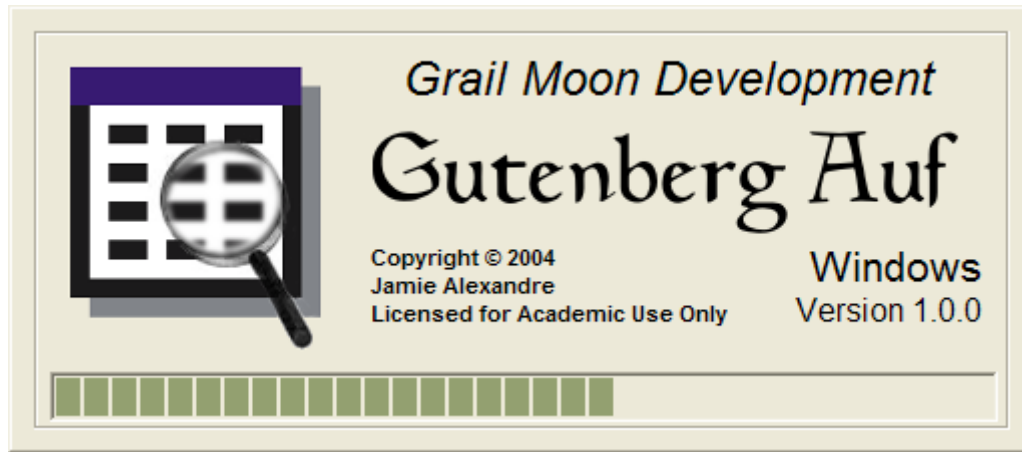 Grail Moon Development
Gutenberg Auf
Copyright © 2004
Jamie Alexandre
Licensed for Academic Use Only
Windows
Version 1.0.0